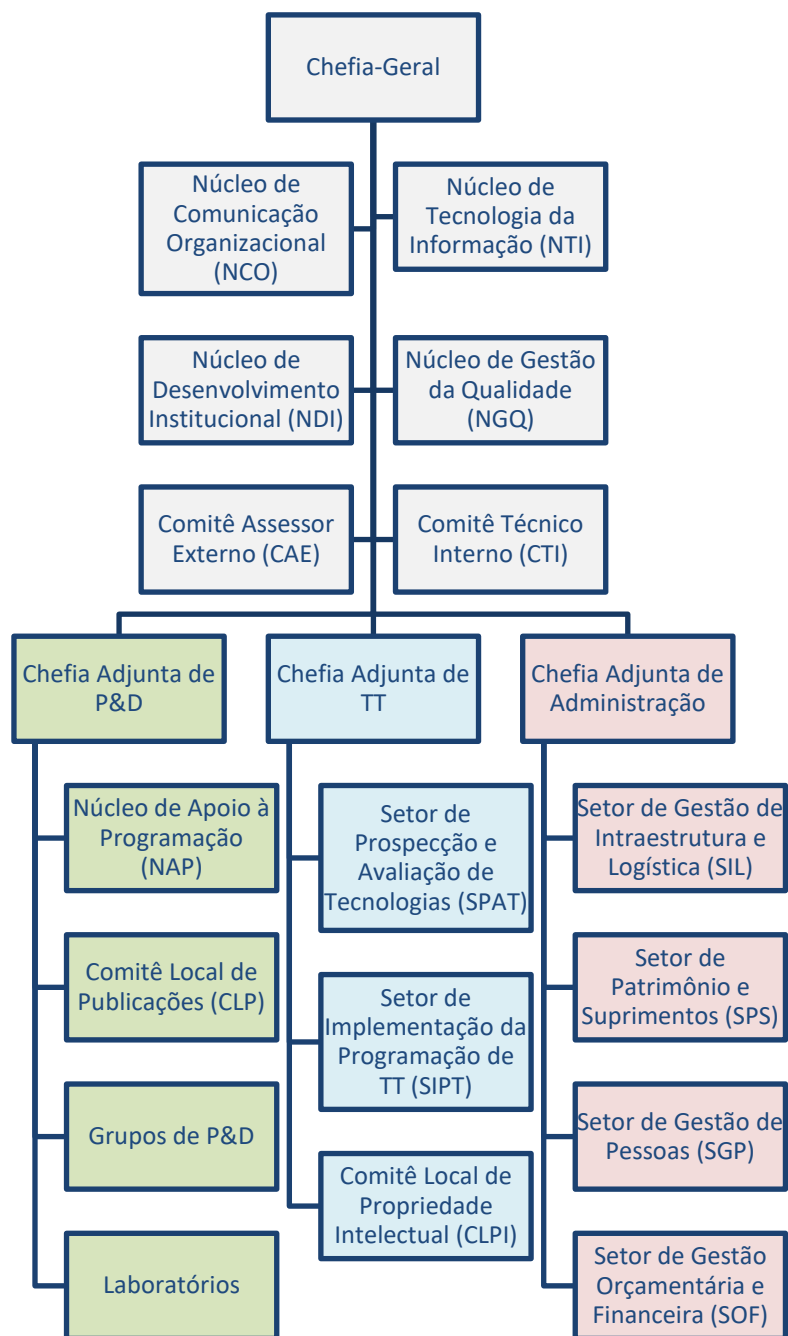 Chefia-Geral
Núcleo de
Comunicação
Organizacional
(NCO)
Núcleo de
Tecnologia da
Informação (NTI)
Núcleo de
Desenvolvimento
Institucional (NDI)
Núcleo de Gestão
da Qualidade
(NGQ)
Comitê Assessor
Externo (CAE)
Comitê Técnico
Interno (CTI)
Chefia Adjunta de
P&D
Núcleo de Apoio à
Programação
(NAP)
Comitê Local de
Publicações (CLP)
Grupos de P&D
Laboratórios
Chefia Adjunta de
TT
Setor de
Prospecção e
Avaliação de
Tecnologias (SPAT)
Setor de
Implementação da
Programação de
TT (SIPT)
Comitê Local de
Propriedade
Intelectual (CLPI)
Chefia Adjunta de
Administração
Setor de Gestão de
Intraestrutura e
Logística (SIL)
Setor de
Patrimônio e
Suprimentos (SPS)
Setor de Gestão de
Pessoas (SGP)
Setor de Gestão
Orçamentária e
Financeira (SOF)